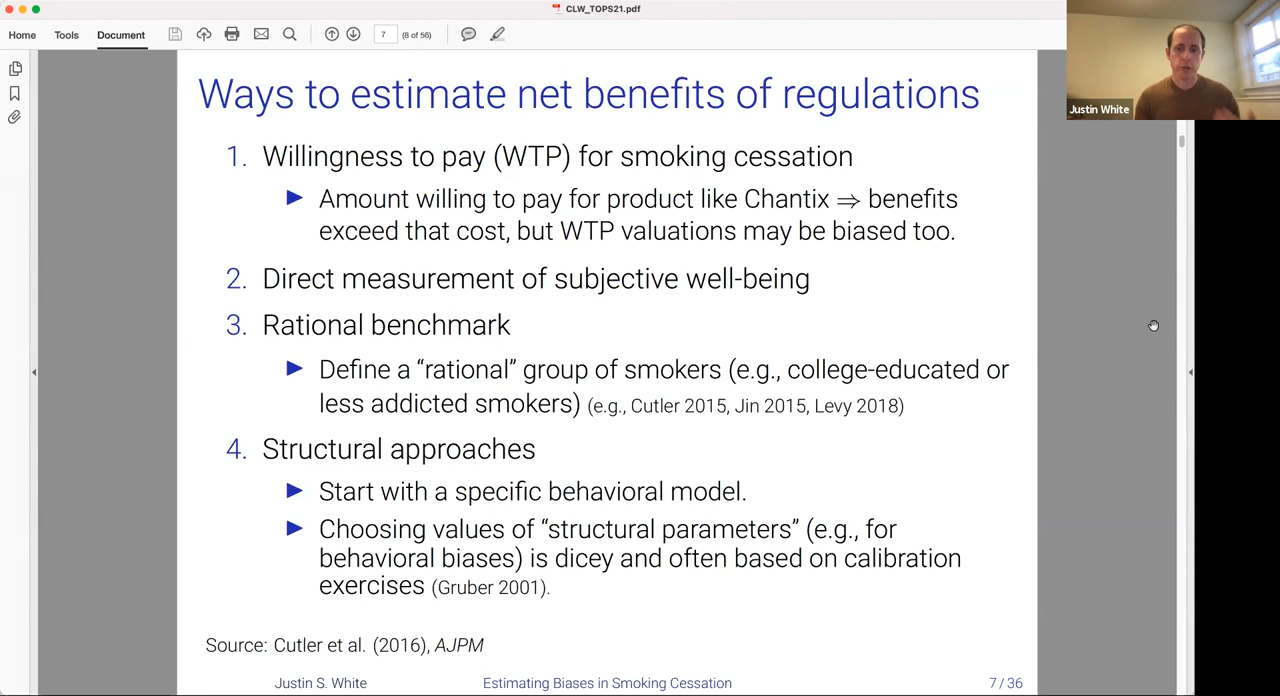 CLW_TOPS21.pdf
Home Tools Document 7 (8 of 56)
Justin White
Ways to estimate net benefits of regulations
1. Willingness to pay (WTP) for smoking cessation
▶ Amount willing to pay for product like Chantix ⇒ benefits
exceed that cost, but WTP valuations may be biased too.
2. Direct measurement of subjective well-being
3. Rational benchmark
▶ Define a “rational” group of smokers (e.g., college-educated or
less addicted smokers) (e.g., Cutler 2015, Jin 2015, Levy 2018)
4. Structural approaches
▶ Start with a specific behavioral model.
▶ Choosing values of “structural parameters” (e.g., for
behavioral biases) is dicey and often based on calibration
exercises (Gruber 2001).
Source: Cutler et al. (2016), AJPM
Justin S. White Estimating Biases in Smoking Cessation 7 / 36